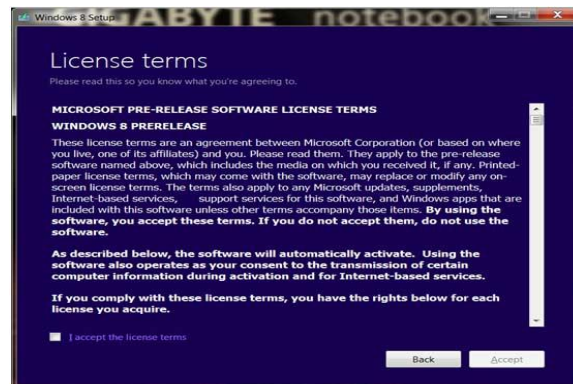 GIGABYTE notebook
Windows 8 Setup
License terms
Please read this so you know what you're agreeing to.
MICROSOFT PRE-RELEASE SOFTWARE LICENSE TERMS
WINDOWS 8 PRERELEASE
These license terms are an agreement between Microsoft Corporation (or based on where
you live, one of its affiliates) and you. Please read them. They apply to the pre-release
software named above, which includes the media on which you received it, if any. Printed-
paper license terms, which may come with the software, may replace or modify any on-
screen license terms. The terms also apply to any Microsoft updates, supplements,
Internet-based services, support services for this software, and Windows apps that are
included with this software unless other terms accompany those items. By using the
software, you accept these terms. If you do not accept them, do not use the
software.
As described below, the software will automatically activate. Using the
software also operates as your consent to the transmission of certain
computer information during activation and for Internet-based services.
If you comply with these license terms, you have the rights below for each
license you acquire.
I accept the license terms
Back Accept